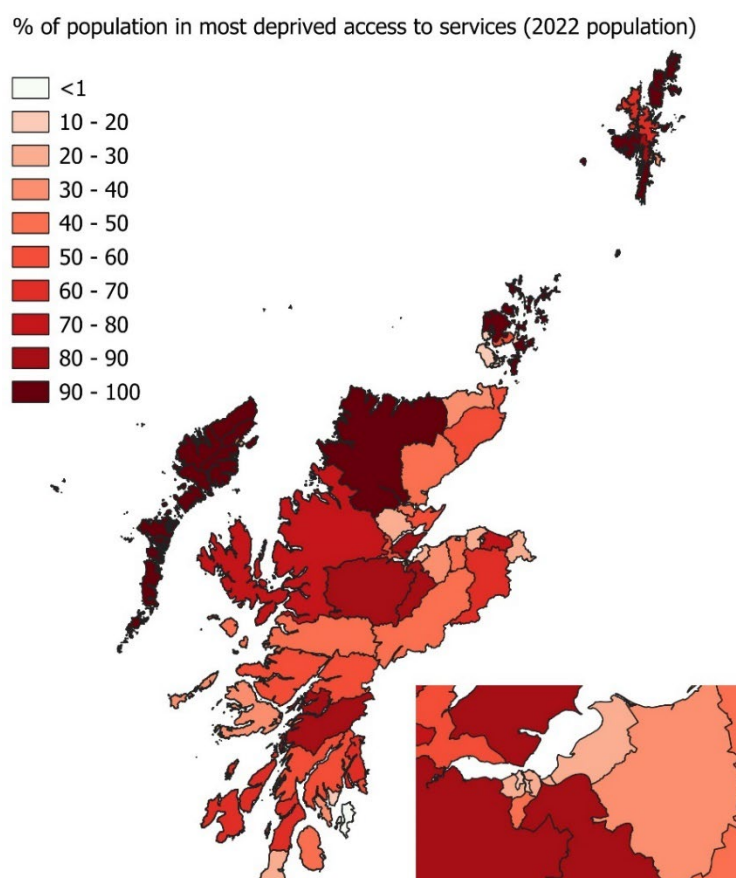 % of population in most deprived access to services (2022 population)
<1
10 - 20
20 - 30
30 - 40
40 - 50
50 - 60
60 - 70
70 - 80
80 - 90
90 - 100